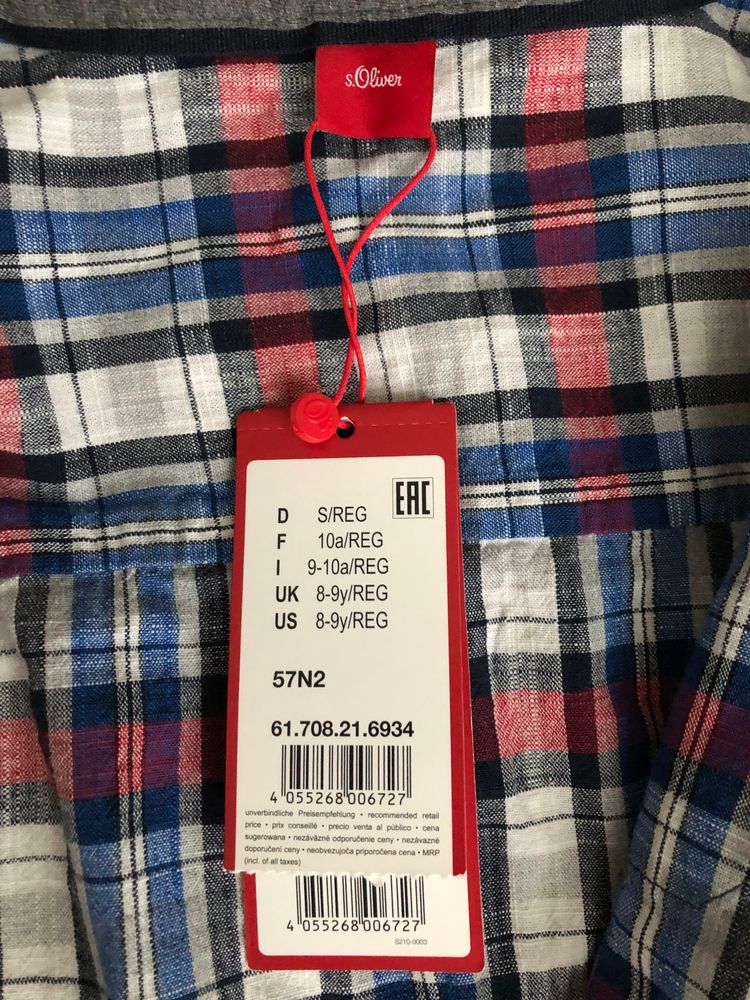 s.Oliver
EAC
D S/REG
F 10a/REG
I 9-10a/REG
UK 8-9y/REG
US 8-9y/REG
57N2
61.708.21.6934
4 055268 006727
unverbindliche Preisempfehlung • recommended retail
price • prix conseillé • precio venta al público • cena
sugerowana • nezáväzné odporučenie ceny • nezávazné
doporučení ceny • neobvezujoča priporočena cena • MRP
(incl. of all taxes)
4 055268 006727
S210-0003